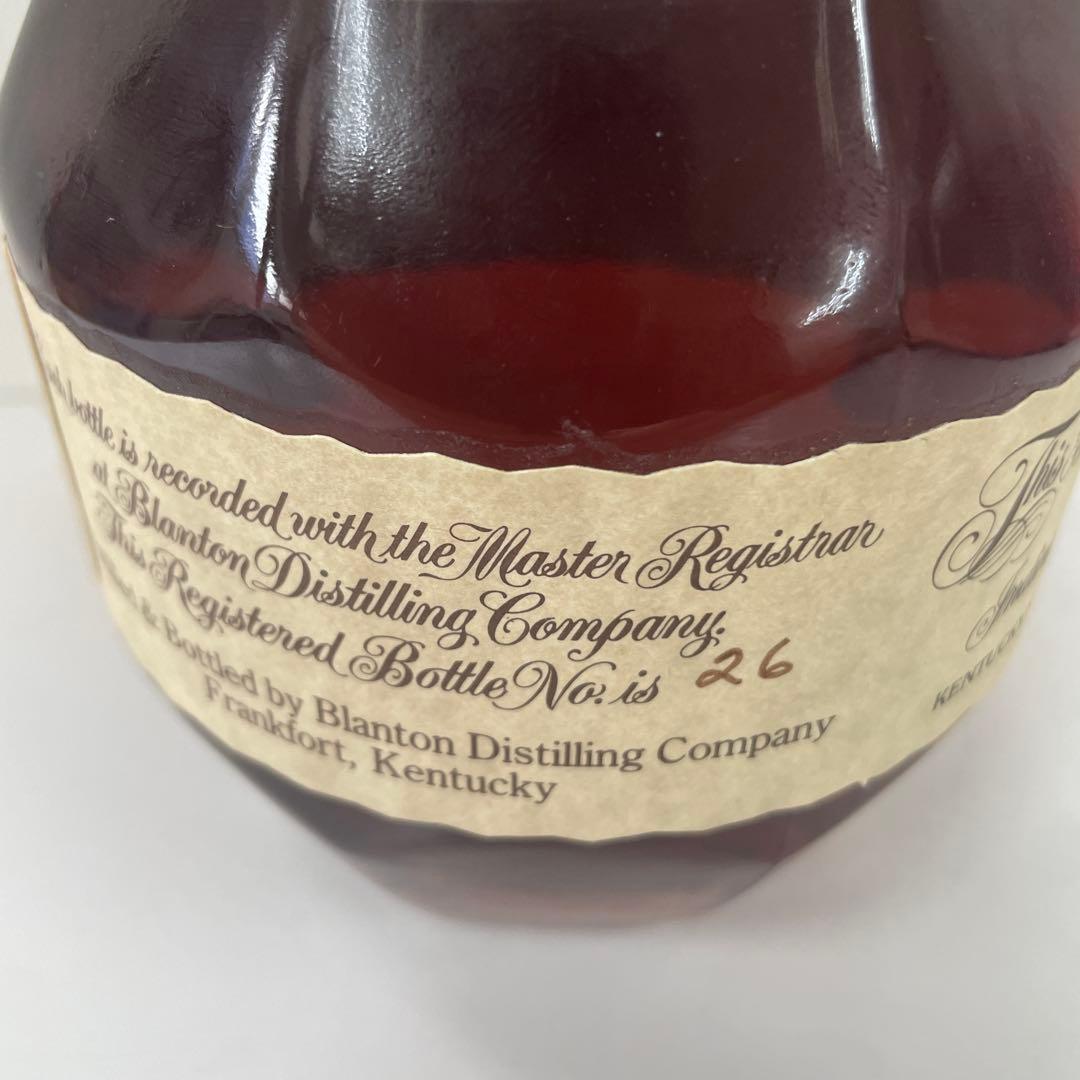 bottle is recorded with the Master Registrar
at Blanton Distilling Company.
This Registered Bottle No. is 26
& Bottled by Blanton Distilling Company
Frankfort, Kentucky
This